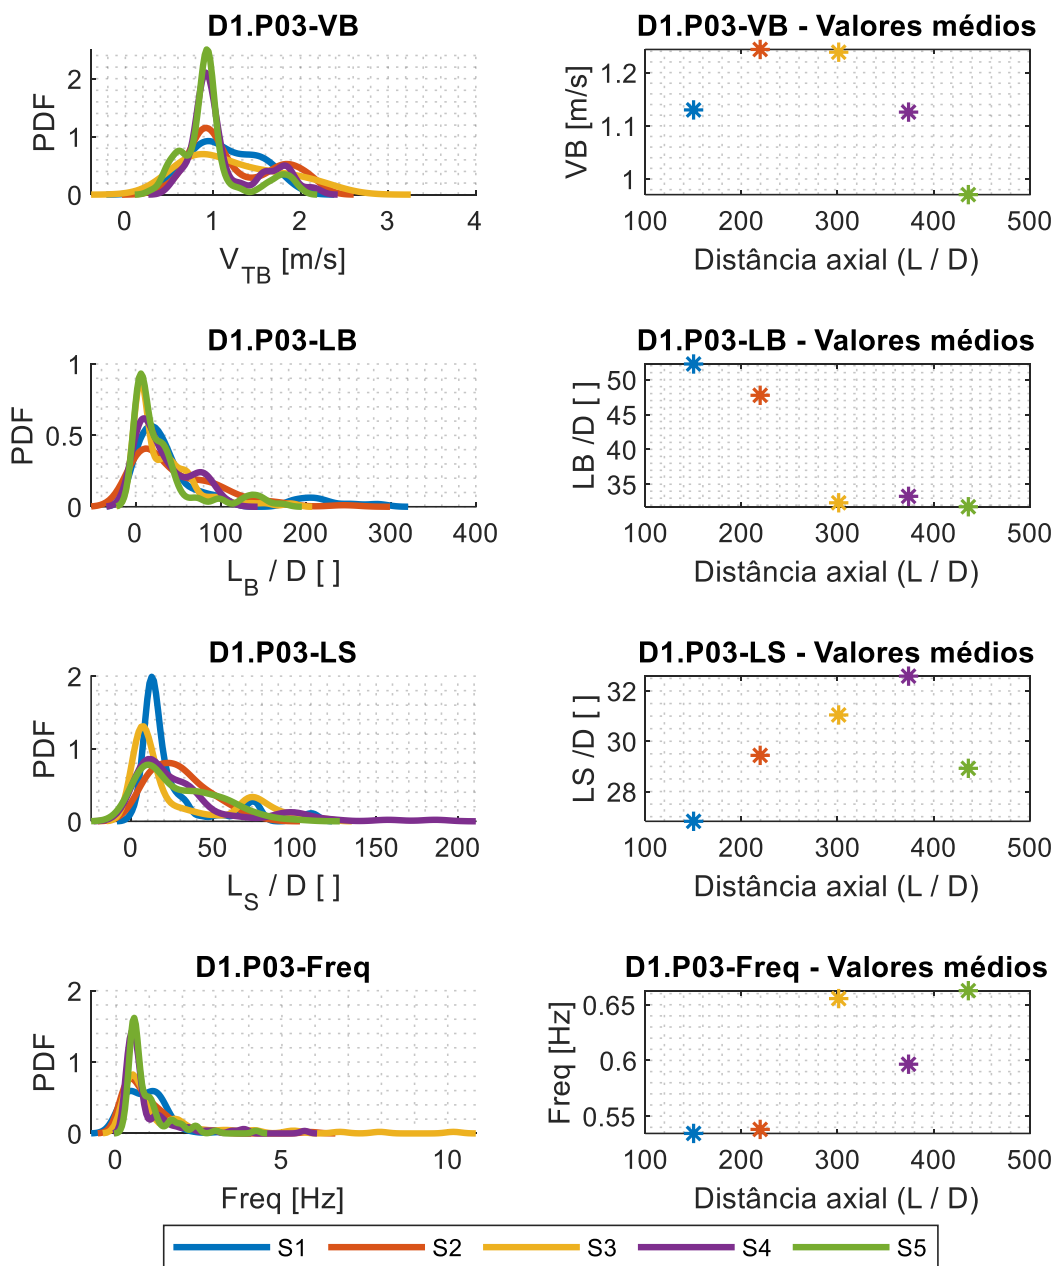 D1.P03-VB
PDF
2
1
0
0 1 2 3 4
V_TB [m/s]
D1.P03-VB - Valores médios
VB [m/s]
1.2
1.1
1
100 200 300 400 500
Distância axial (L / D)
D1.P03-LB
PDF
1
0.5
0
0 100 200 300 400
L_B / D [ ]
D1.P03-LB - Valores médios
LB /D [ ]
50
45
40
35
100 200 300 400 500
Distância axial (L / D)
D1.P03-LS
PDF
2
1
0
0 50 100 150 200
L_S / D [ ]
D1.P03-LS - Valores médios
LS /D [ ]
32
30
28
100 200 300 400 500
Distância axial (L / D)
D1.P03-Freq
PDF
2
1
0
0 5 10
Freq [Hz]
D1.P03-Freq - Valores médios
Freq [Hz]
0.65
0.6
0.55
100 200 300 400 500
Distância axial (L / D)
S1 S2 S3 S4 S5